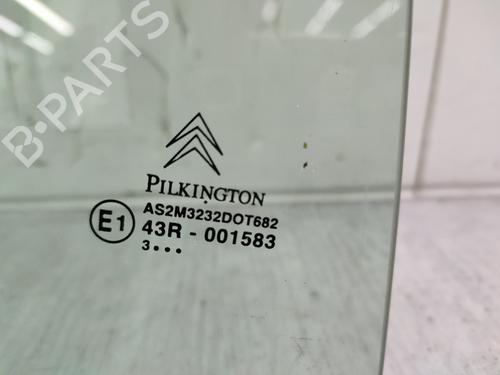 B-PARTS
PILKINGTON
AS2M3232DOT682
E1
43R - 001583
3•••